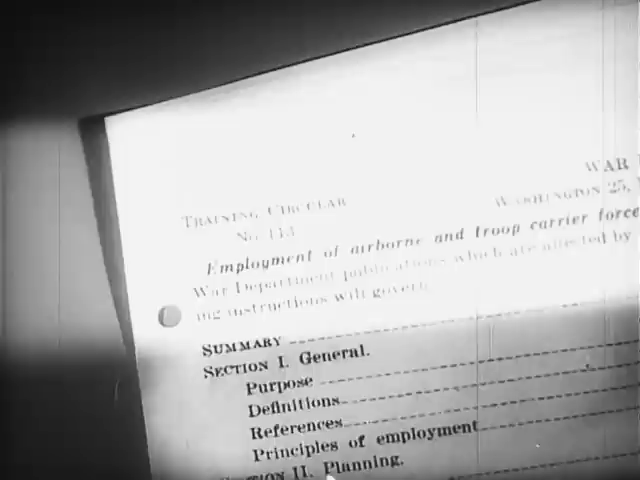 WAR
TRAINING CIRCULAR WASHINGTON 25,
No. 113
Employment of airborne and troop carrier force
War Department publications which are affected by
ing instructions will govern.
SUMMARY
SECTION I. General.
Purpose
Definitions
References
Principles of employment
II. Planning.